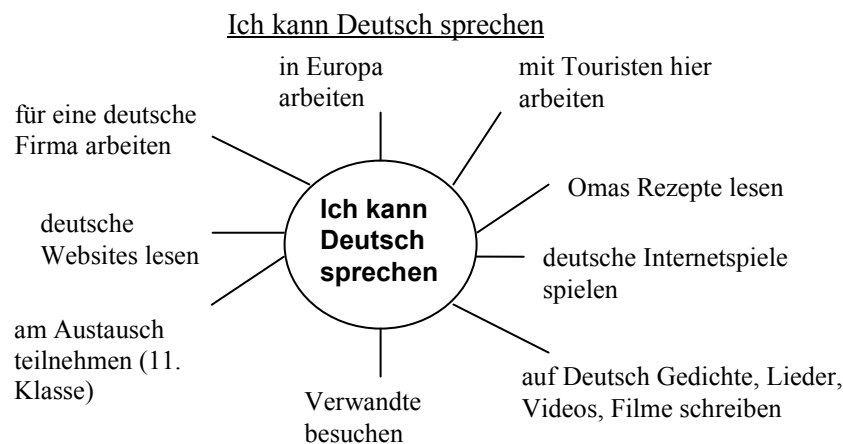 Ich kann Deutsch sprechen
in Europa
arbeiten
mit Touristen hier
arbeiten
für eine deutsche
Firma arbeiten
Omas Rezepte lesen
Ich kann
Deutsch
sprechen
deutsche
Websites lesen
deutsche Internetspiele
spielen
am Austausch
teilnehmen (11.
Klasse)
Verwandte
besuchen
auf Deutsch Gedichte, Lieder,
Videos, Filme schreiben